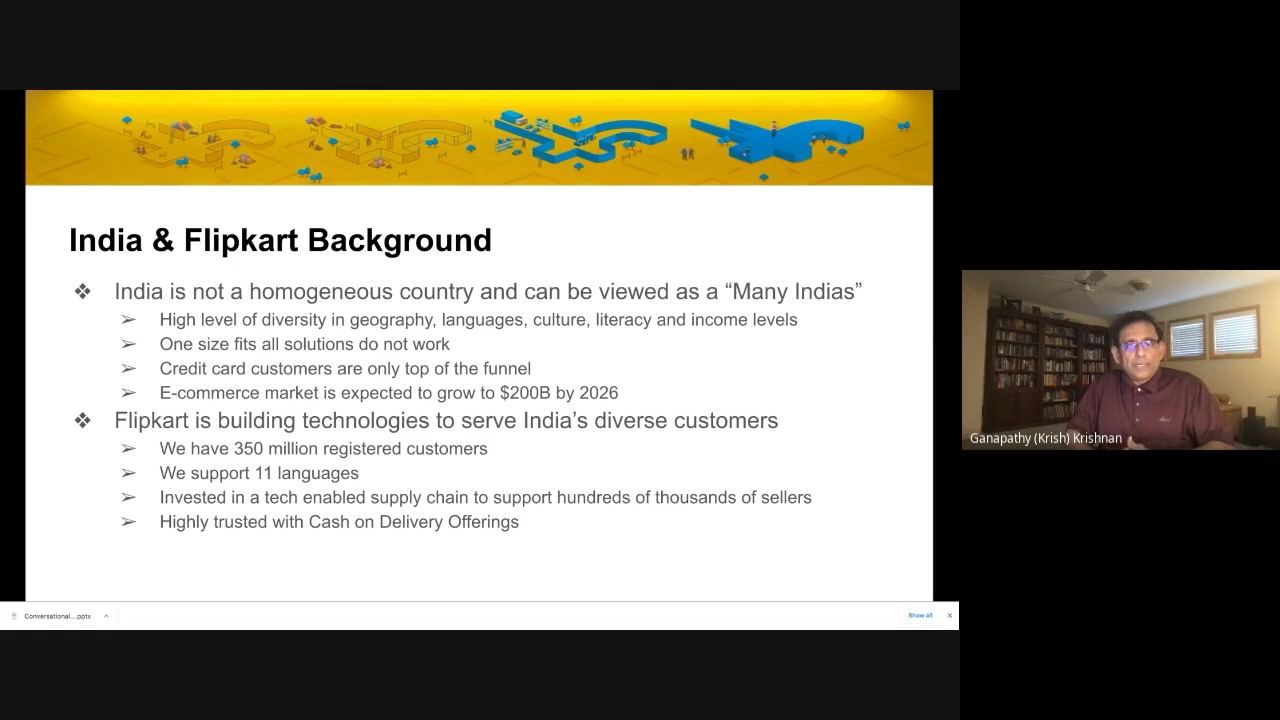 India & Flipkart Background
❖ India is not a homogeneous country and can be viewed as a “Many Indias”
➢ High level of diversity in geography, languages, culture, literacy and income levels
➢ One size fits all solutions do not work
➢ Credit card customers are only top of the funnel
➢ E-commerce market is expected to grow to $200B by 2026
❖ Flipkart is building technologies to serve India’s diverse customers
➢ We have 350 million registered customers
➢ We support 11 languages
➢ Invested in a tech enabled supply chain to support hundreds of thousands of sellers
➢ Highly trusted with Cash on Delivery Offerings
Ganapathy (Krish) Krishnan
Conversational....pptx
Show all